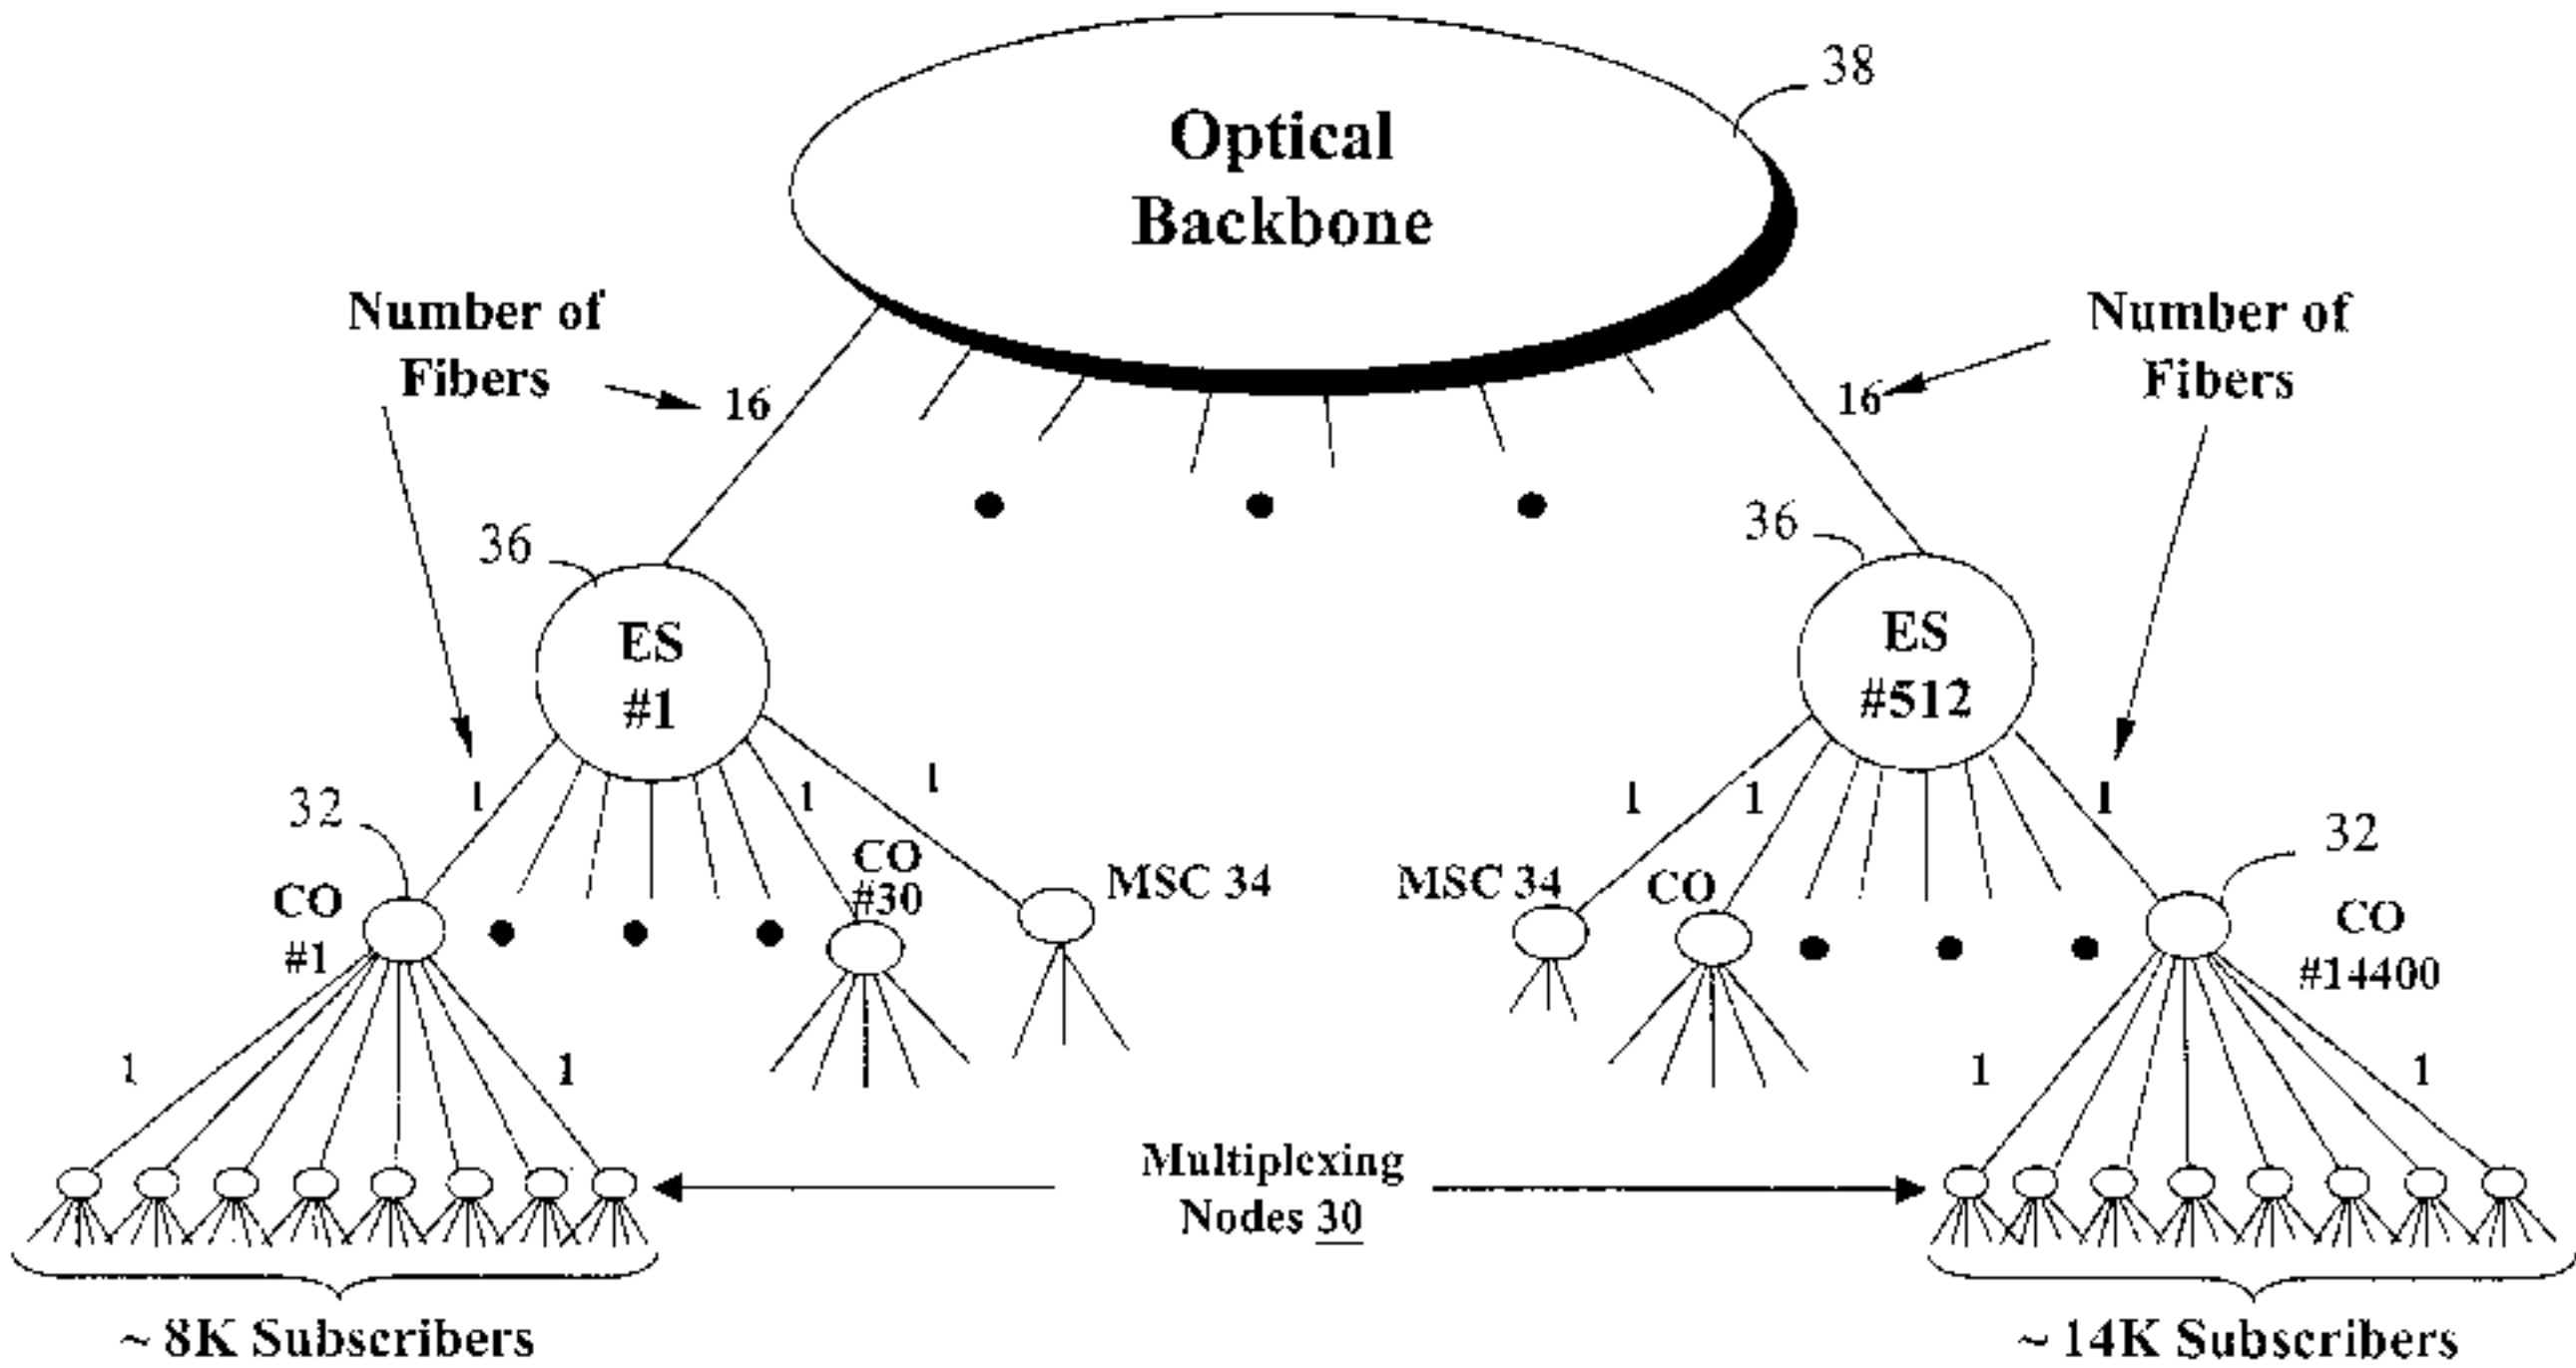 38
Optical
Backbone
Number of
Fibers
Number of
Fibers
16
16
36
36
ES
#1
ES
#512
1
1
1
1
1
1
32
32
CO
#1
CO
#30
MSC 34
MSC 34
CO
CO
#14400
1
1
1
1
Multiplexing
Nodes 30
~ 8K Subscribers
~ 14K Subscribers